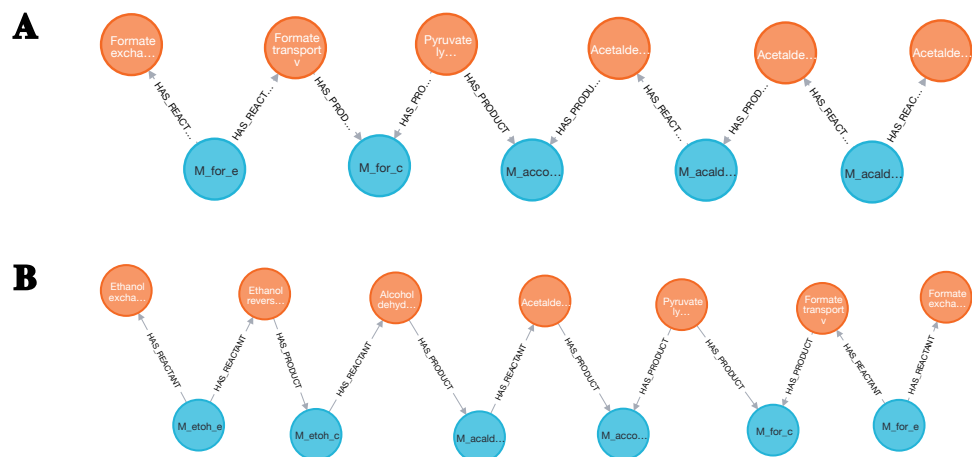 A
Formate
excha...
Formate
transport
v
Pyruvate
ly...
Acetalde...
Acetalde...
Acetalde...
HAS_REACT...
HAS_REACT...
HAS_PROD...
HAS_PRO...
HAS_PRODUCT
HAS_PRODU...
HAS_REACT...
HAS_PROD...
HAS_REACT...
HAS_REAC...
M_for_e
M_for_c
M_acco...
M_acald...
M_acald...
B
Ethanol
excha...
Ethanol
revers...
Alcohol
dehyd...
Acetalde...
Pyruvate
ly...
Formate
transport
v
Formate
excha...
HAS_REACTANT
HAS_REACTANT
HAS_PRODUCT
HAS_REACTANT
HAS_PRODUCT
HAS_REACTANT
HAS_PRODUCT
HAS_PRODUCT
HAS_PRODUCT
HAS_PRODUCT
HAS_REACTANT
HAS_REACTANT
M_etoh_e
M_etoh_c
M_acald...
M_acco...
M_for_c
M_for_e